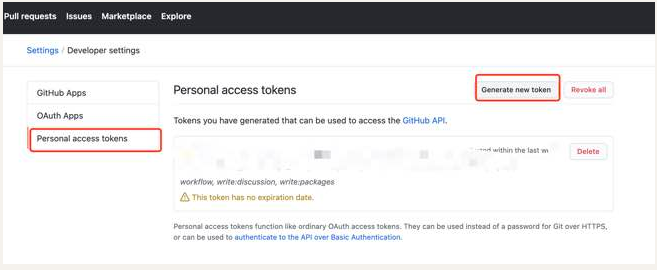 Pull requests Issues Marketplace Explore
Settings / Developer settings
GitHub Apps
OAuth Apps
Personal access tokens
Personal access tokens
Generate new token
Revoke all
Tokens you have generated that can be used to access the GitHub API.
within the last
Delete
workflow, write:discussion, write:packages
This token has no expiration date.
Personal access tokens function like ordinary OAuth access tokens. They can be used instead of a password for Git over HTTPS,
or can be used to authenticate to the API over Basic Authentication.